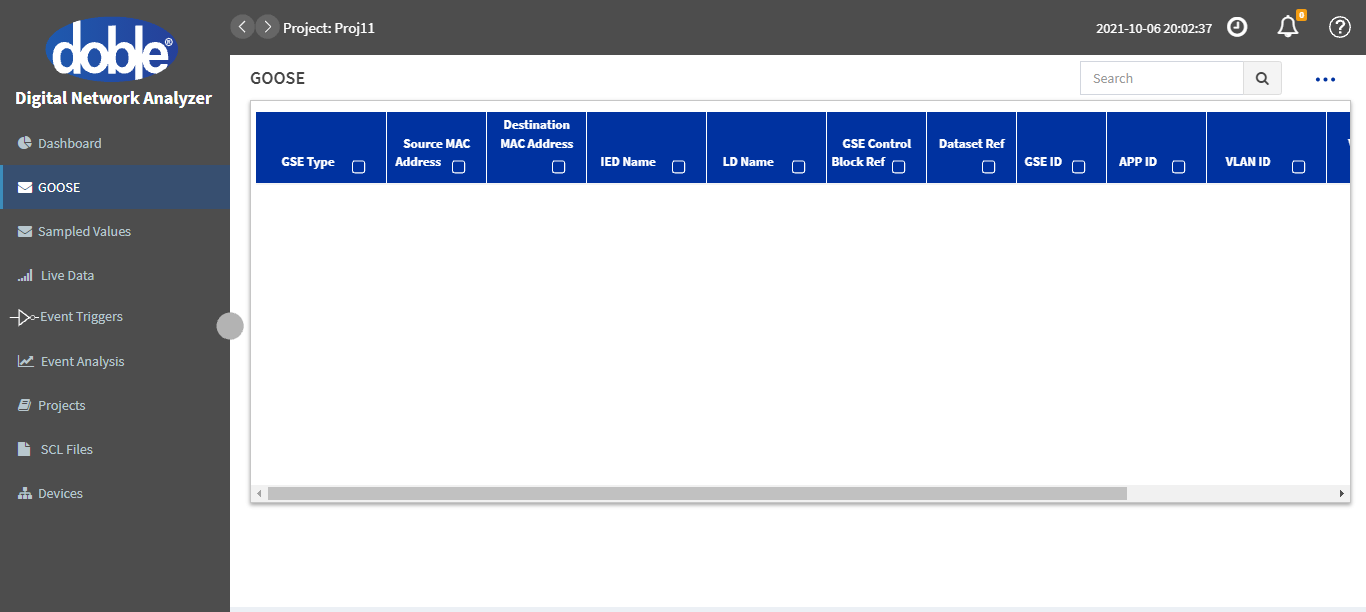 doble®
Digital Network Analyzer
Dashboard
GOOSE
Sampled Values
Live Data
Event Triggers
Event Analysis
Projects
SCL Files
Devices
Project: Proj11
2021-10-06 20:02:37
0
GOOSE
Search
GSE Type
Source MAC
Address
Destination
MAC Address
IED Name
LD Name
GSE Control
Block Ref
Dataset Ref
GSE ID
APP ID
VLAN ID